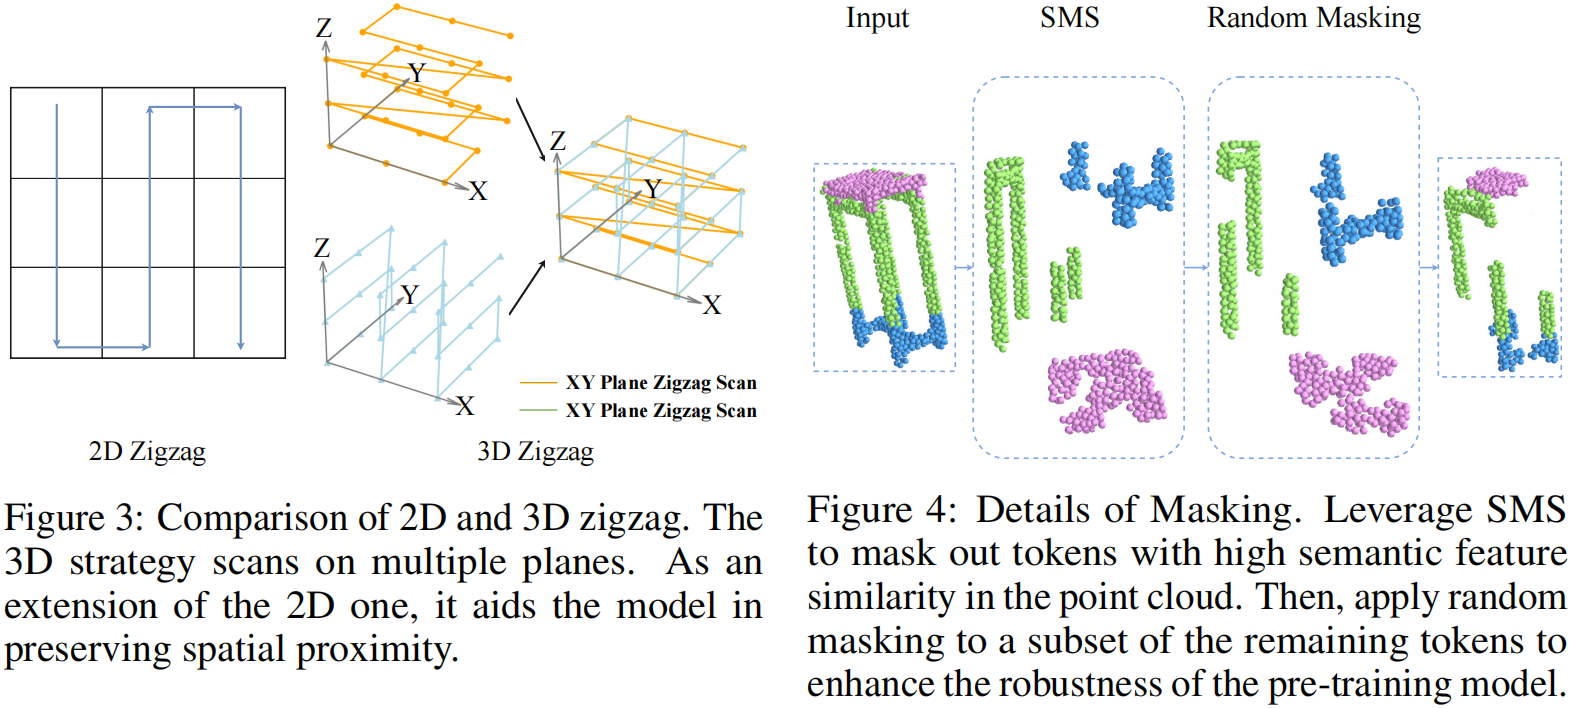 Z
Y
X
Z
Y
X
Z
Y
X
XY Plane Zigzag Scan
XY Plane Zigzag Scan
2D Zigzag
3D Zigzag
Figure 3: Comparison of 2D and 3D zigzag. The
3D strategy scans on multiple planes. As an
extension of the 2D one, it aids the model in
preserving spatial proximity.
Input
SMS
Random Masking
Figure 4: Details of Masking. Leverage SMS
to mask out tokens with high semantic feature
similarity in the point cloud. Then, apply random
masking to a subset of the remaining tokens to
enhance the robustness of the pre-training model.